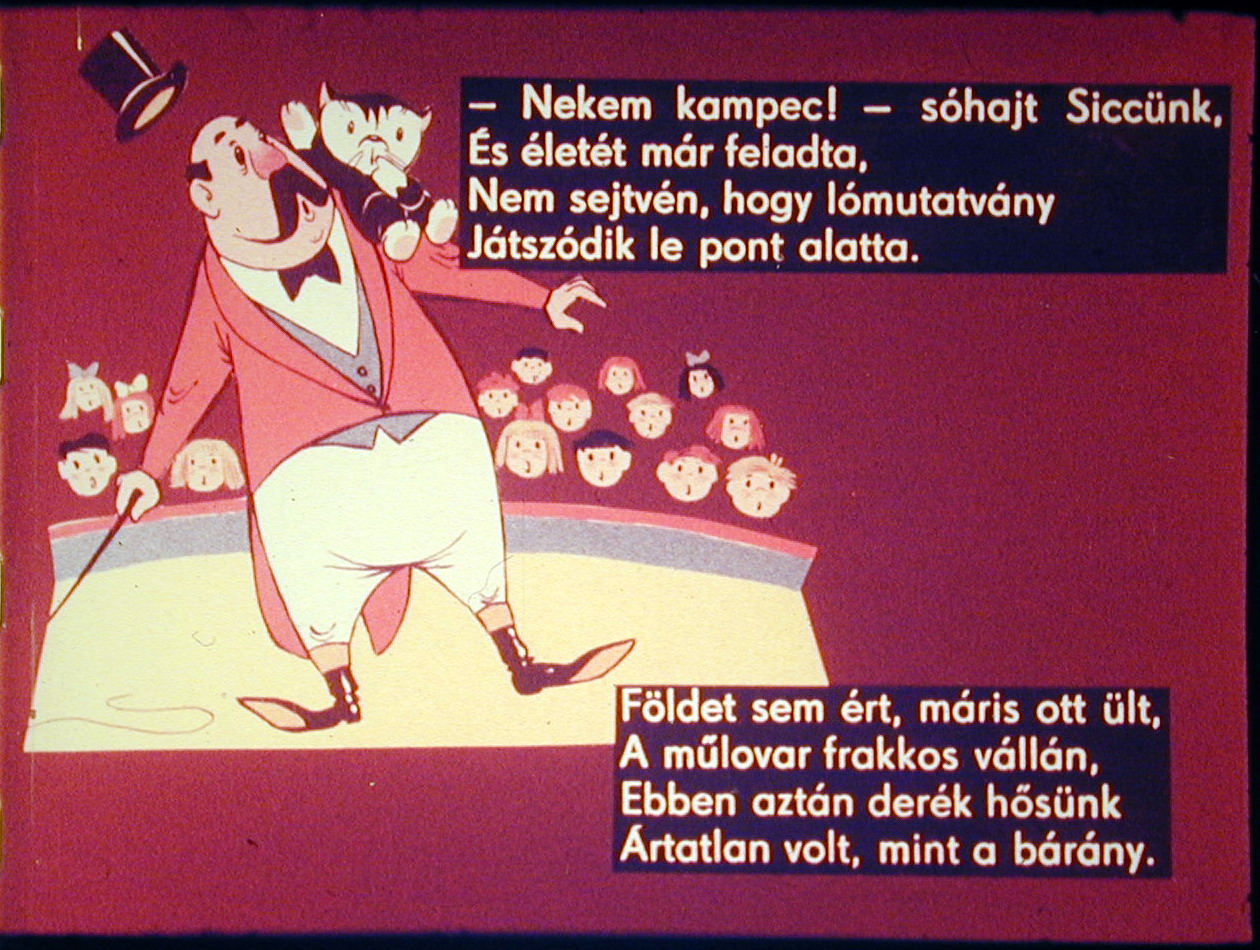 – Nekem kampec! – sóhajt Siccünk,
És életét már feladta,
Nem sejtvén, hogy lómutatvány
Játszódik le pont alatta.
Földet sem ért, máris ott ült,
A műlovar frakkos vállán,
Ebben aztán derék hősünk
Ártatlan volt, mint a bárány.